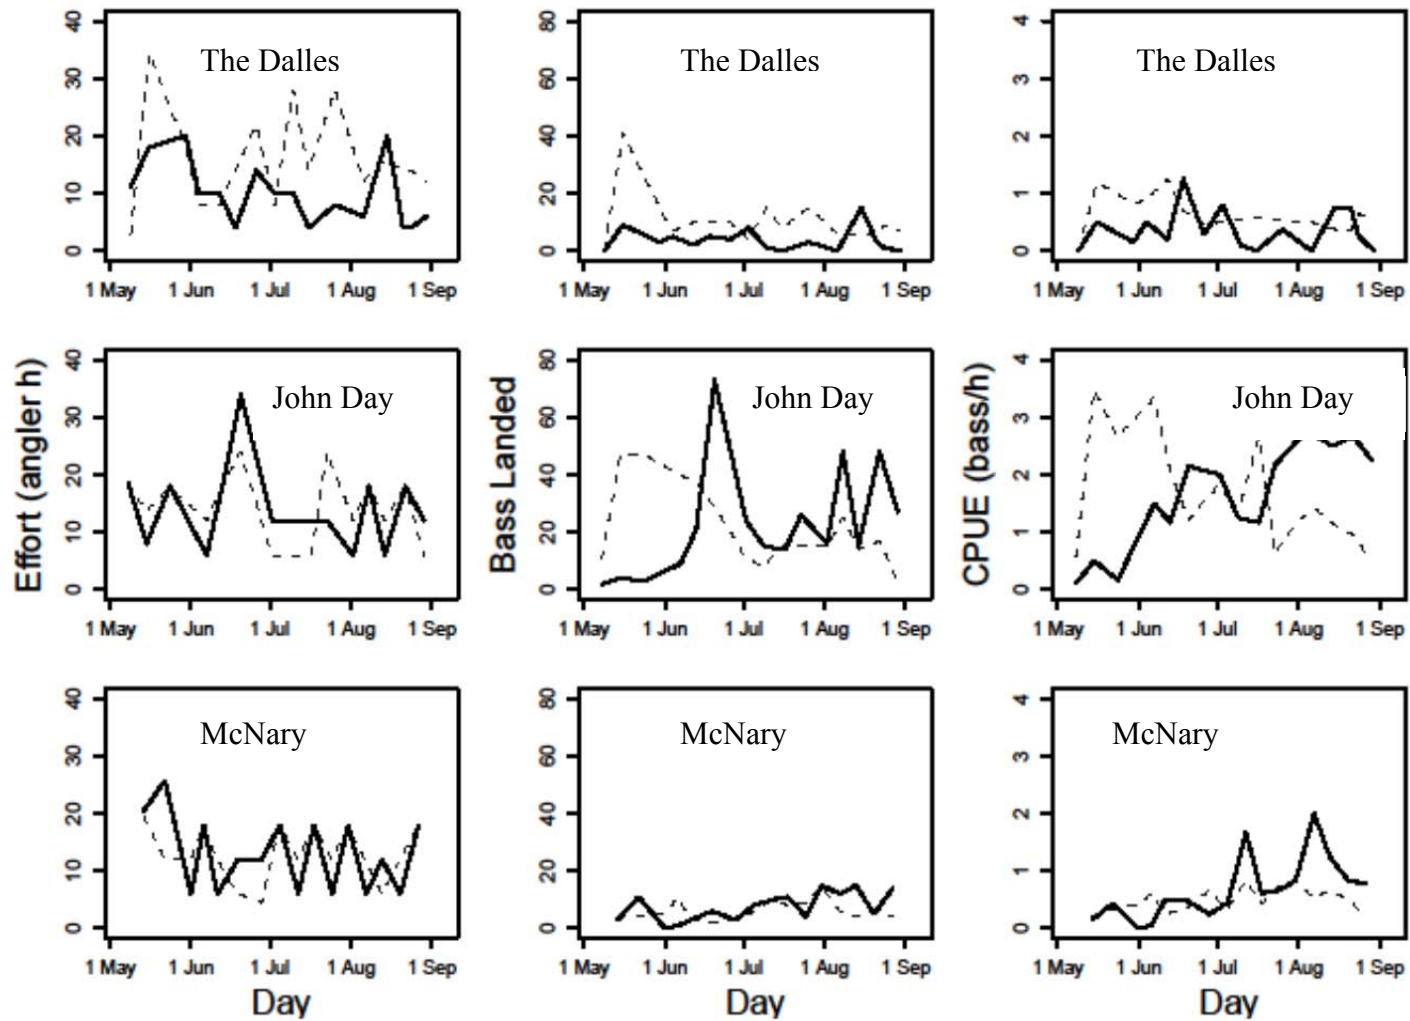 The Dalles
40
30
20
10
0
1 May 1 Jun 1 Jul 1 Aug 1 Sep
The Dalles
80
60
40
20
0
1 May 1 Jun 1 Jul 1 Aug 1 Sep
The Dalles
4
3
2
1
0
1 May 1 Jun 1 Jul 1 Aug 1 Sep
Effort (angler h)
John Day
40
30
20
10
0
1 May 1 Jun 1 Jul 1 Aug 1 Sep
Bass Landed
John Day
80
60
40
20
0
1 May 1 Jun 1 Jul 1 Aug 1 Sep
CPUE (bass/h)
John Day
4
3
2
1
0
1 May 1 Jun 1 Jul 1 Aug 1 Sep
McNary
40
30
20
10
0
1 May 1 Jun 1 Jul 1 Aug 1 Sep
Day
McNary
80
60
40
20
0
1 May 1 Jun 1 Jul 1 Aug 1 Sep
Day
McNary
4
3
2
1
0
1 May 1 Jun 1 Jul 1 Aug 1 Sep
Day